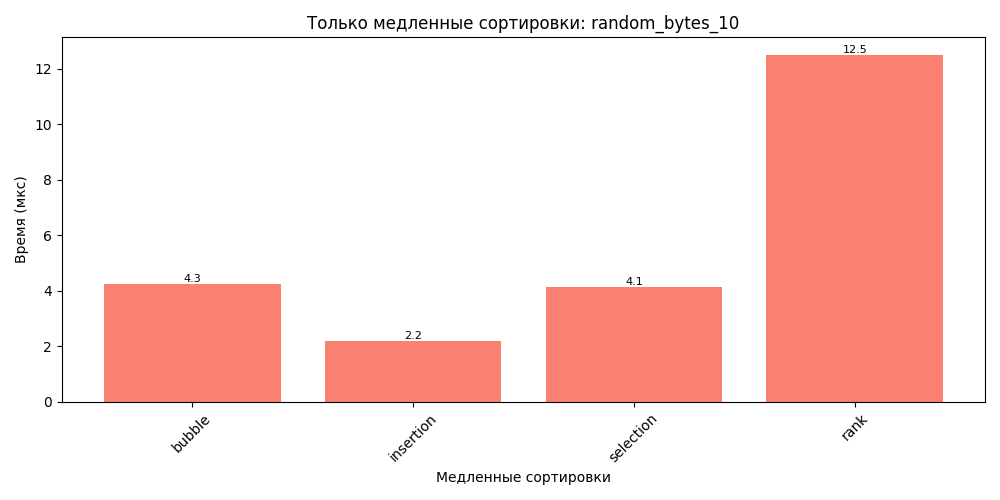 Только медленные сортировки: random_bytes_10
Время (мкс)
12
10
8
6
4
2
0
4.3
2.2
4.1
12.5
bubble
insertion
selection
rank
Медленные сортировки